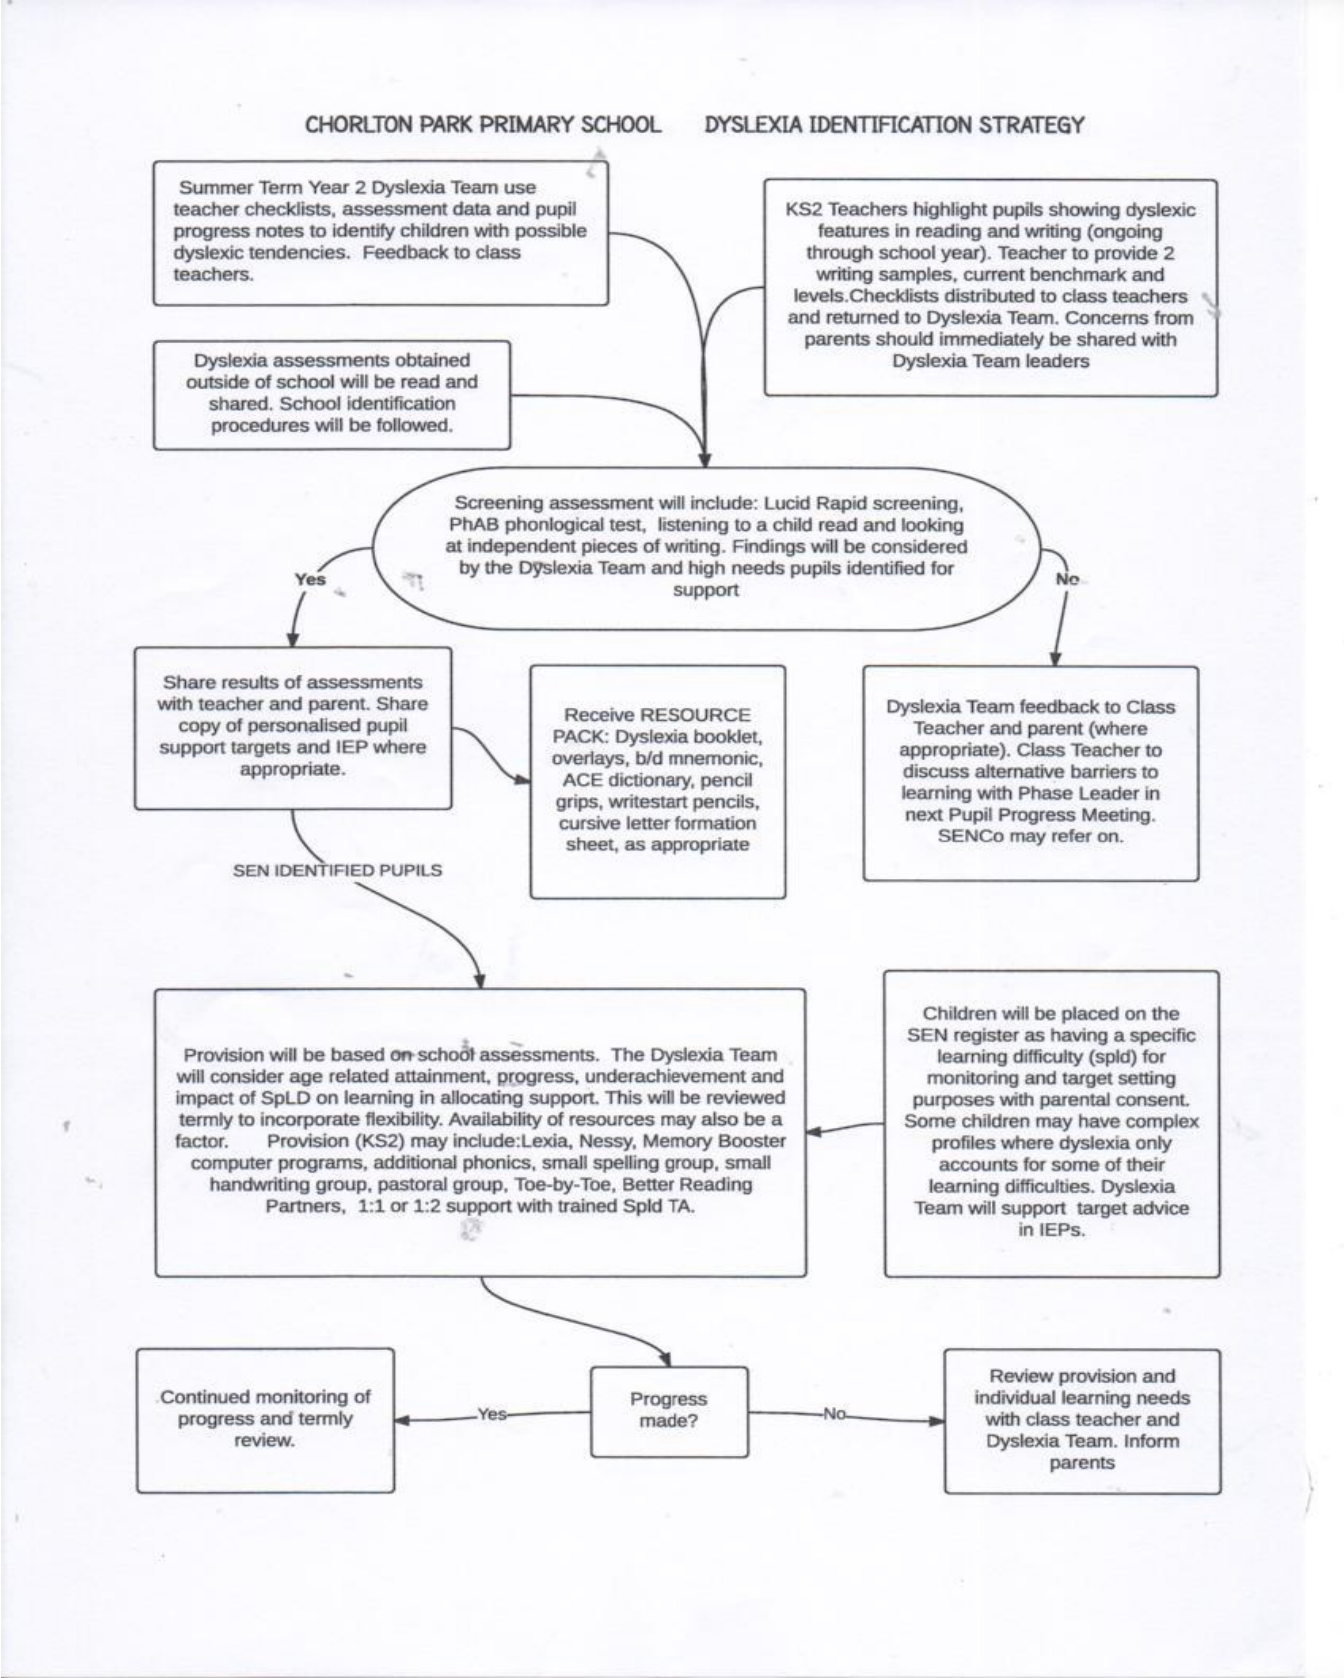 CHORLTON PARK PRIMARY SCHOOL DYSLEXIA IDENTIFICATION STRATEGY
Summer Term Year 2 Dyslexia Team use
teacher checklists, assessment data and pupil
progress notes to identify children with possible
dyslexic tendencies. Feedback to class
teachers.
KS2 Teachers highlight pupils showing dyslexic
features in reading and writing (ongoing
through school year). Teacher to provide 2
writing samples, current benchmark and
levels.Checklists distributed to class teachers
and returned to Dyslexia Team. Concerns from
parents should immediately be shared with
Dyslexia Team leaders
Dyslexia assessments obtained
outside of school will be read and
shared. School identification
procedures will be followed.
Screening assessment will include: Lucid Rapid screening,
PhAB phonlogical test, listening to a child read and looking
at independent pieces of writing. Findings will be considered
by the Dyslexia Team and high needs pupils identified for
support
Yes
No
Share results of assessments
with teacher and parent. Share
copy of personalised pupil
support targets and IEP where
appropriate.
Receive RESOURCE
PACK: Dyslexia booklet,
overlays, b/d mnemonic,
ACE dictionary, pencil
grips, writestart pencils,
cursive letter formation
sheet, as appropriate
Dyslexia Team feedback to Class
Teacher and parent (where
appropriate). Class Teacher to
discuss alternative barriers to
learning with Phase Leader in
next Pupil Progress Meeting.
SENCo may refer on.
SEN IDENTIFIED PUPILS
Provision will be based on school assessments. The Dyslexia Team
will consider age related attainment, progress, underachievement and
impact of SpLD on learning in allocating support. This will be reviewed
termly to incorporate flexibility. Availability of resources may also be a
factor. Provision (KS2) may include:Lexia, Nessy, Memory Booster
computer programs, additional phonics, small spelling group, small
handwriting group, pastoral group, Toe-by-Toe, Better Reading
Partners, 1:1 or 1:2 support with trained Spld TA.
Children will be placed on the
SEN register as having a specific
learning difficulty (spld) for
monitoring and target setting
purposes with parental consent.
Some children may have complex
profiles where dyslexia only
accounts for some of their
learning difficulties. Dyslexia
Team will support target advice
in IEPs.
Continued monitoring of
progress and termly
review.
Yes
Progress
made?
No
Review provision and
individual learning needs
with class teacher and
Dyslexia Team. Inform
parents